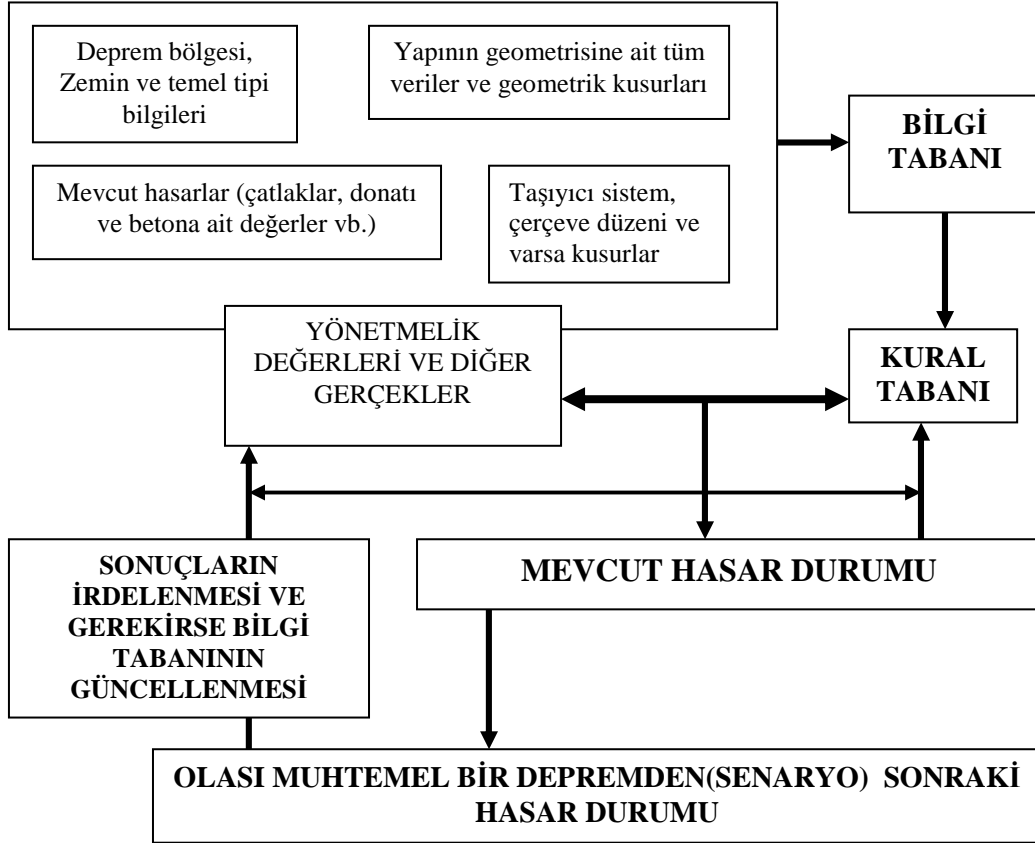 Deprem bölgesi,
Zemin ve temel tipi
bilgileri
Yapının geometrisine ait tüm
veriler ve geometrik kusurları
Mevcut hasarlar (çatlaklar, donatı
ve betona ait değerler vb.)
Taşıyıcı sistem,
çerçeve düzeni ve
varsa kusurlar
BİLGİ
TABANI
YÖNETMELİK
DEĞERLERİ VE DİĞER
GERÇEKLER
KURAL
TABANI
SONUÇLARIN
İRDELENMESİ VE
GEREKİRSE BİLGİ
TABANININ
GÜNCELLENMESİ
MEVCUT HASAR DURUMU
OLASI MUHTEMEL BİR DEPREMDEN(SENARYO) SONRAKİ
HASAR DURUMU